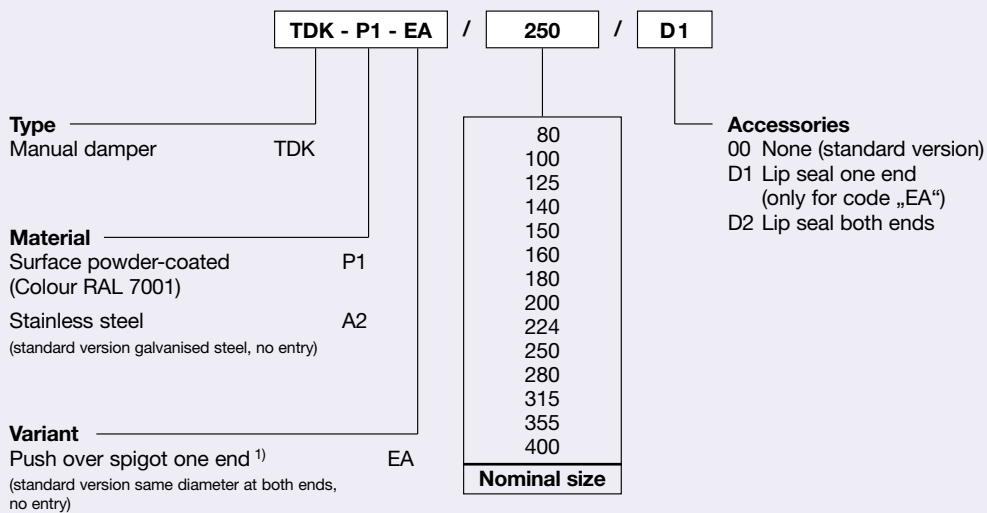 TDK - P1 - EA / 250 / D1
Type
Manual damper TDK
Material
Surface powder-coated P1
(Colour RAL 7001)
Stainless steel A2
(standard version galvanised steel, no entry)
Variant
Push over spigot one end 1) EA
(standard version same diameter at both ends,
no entry)
80
100
125
140
150
160
180
200
224
250
280
315
355
400
Nominal size
Accessories
00 None (standard version)
D1 Lip seal one end
(only for code „EA“)
D2 Lip seal both ends